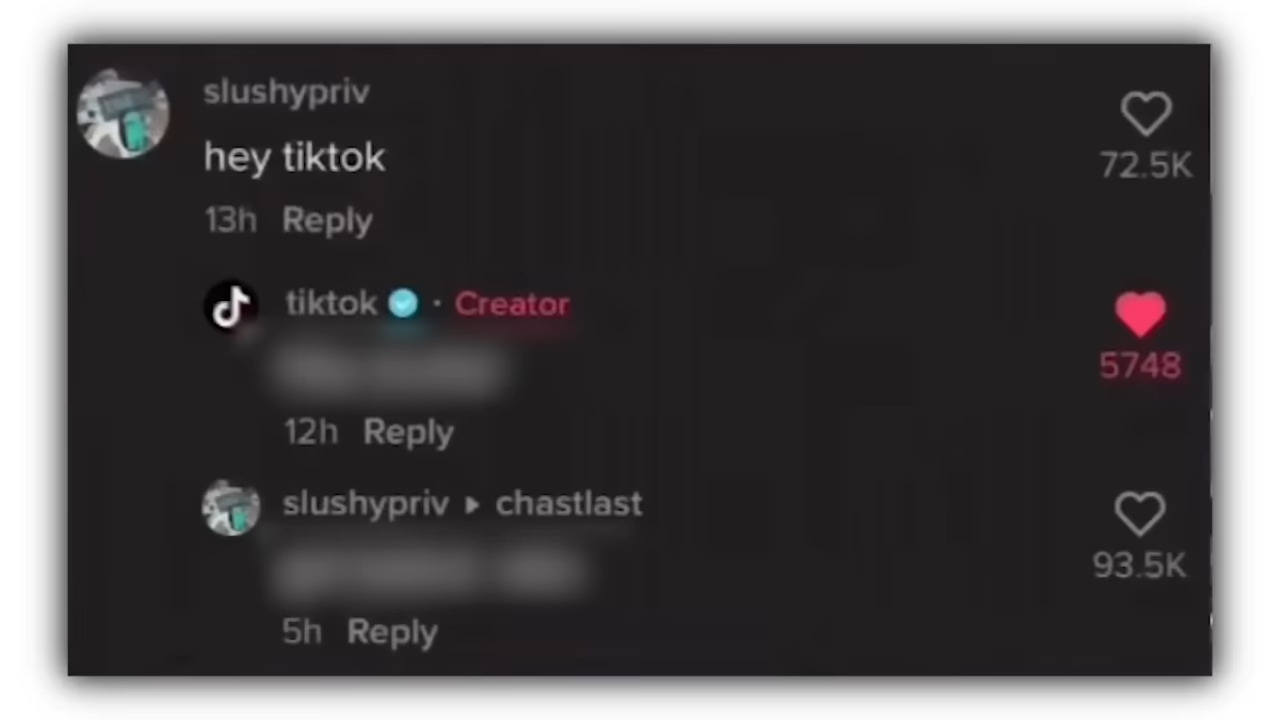 slushypriv
72.5K
hey tiktok
13h Reply
tiktok · Creator
5748
12h Reply
slushypriv ▸ chastlast
93.5K
5h Reply